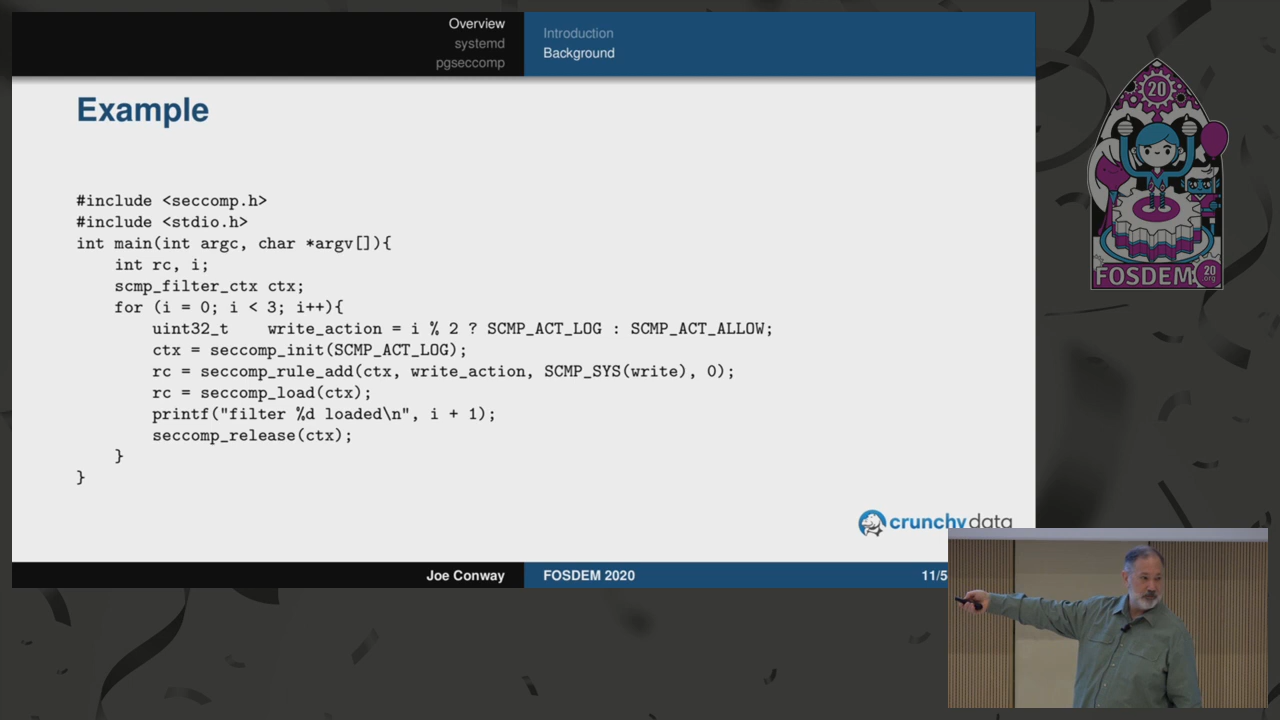 Overview
systemd
pgseccomp
Introduction
Background
Example
#include <seccomp.h>
#include <stdio.h>
int main(int argc, char *argv[]){
    int rc, i;
    scmp_filter_ctx ctx;
    for (i = 0; i < 3; i++){
        uint32_t    write_action = i % 2 ? SCMP_ACT_LOG : SCMP_ACT_ALLOW;
        ctx = seccomp_init(SCMP_ACT_LOG);
        rc = seccomp_rule_add(ctx, write_action, SCMP_SYS(write), 0);
        rc = seccomp_load(ctx);
        printf("filter %d loaded\n", i + 1);
        seccomp_release(ctx);
    }
}
crunchydata
Joe Conway
FOSDEM 2020
11/5
20
FOSDEM
20
.org